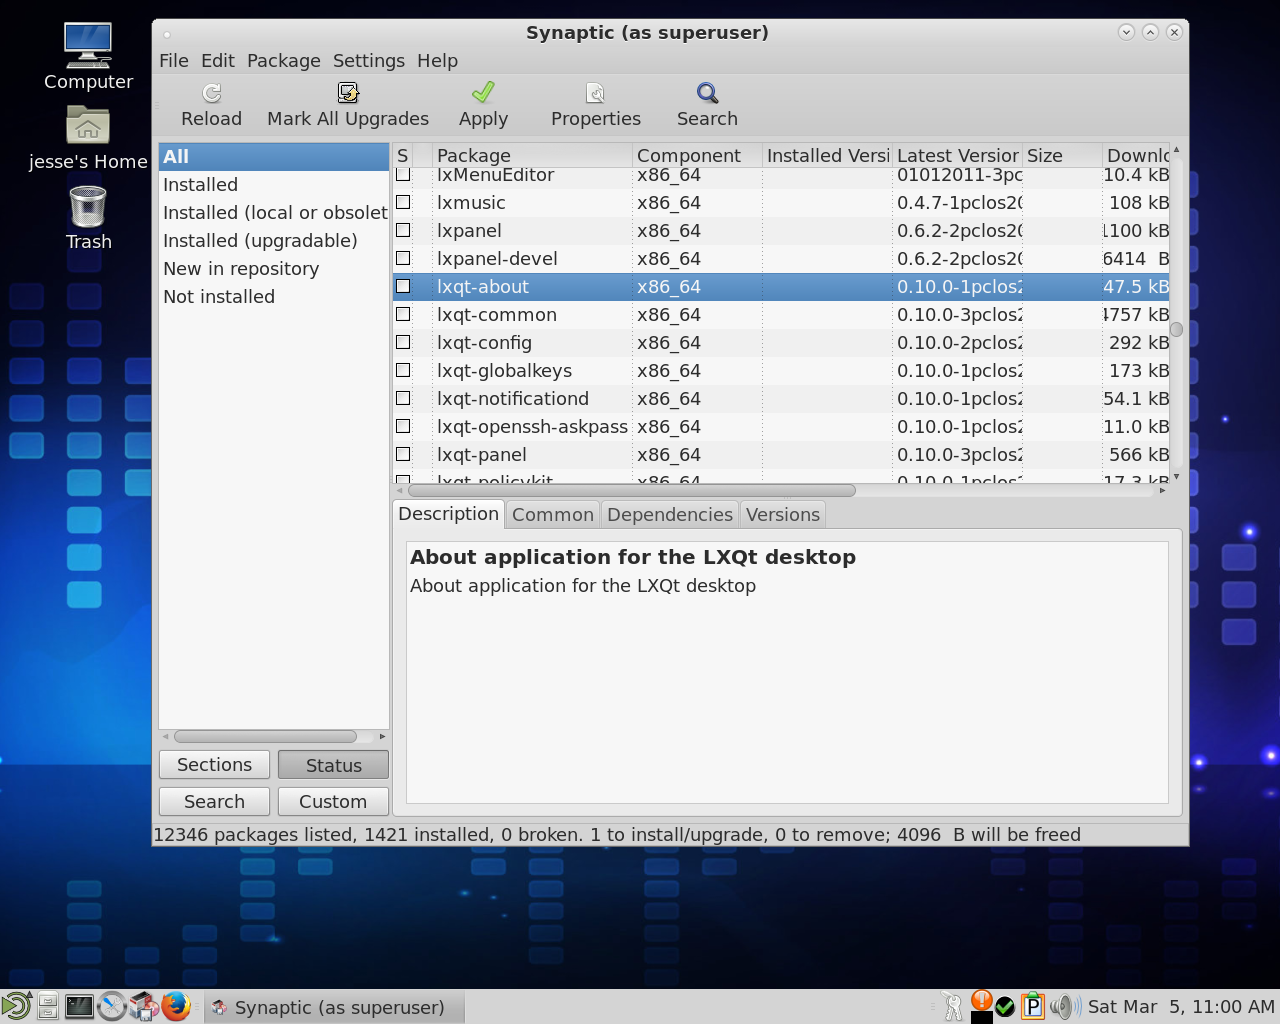 Computer
jesse's Home
Trash
Synaptic (as superuser)
File Edit Package Settings Help
Reload Mark All Upgrades Apply Properties Search
All
Installed
Installed (local or obsolet
Installed (upgradable)
New in repository
Not installed
S Package Component Installed Versi Latest Version Size Downlo
lxMenuEditor x86_64 01012011-3pc 10.4 kB
lxmusic x86_64 0.4.7-1pclos20 108 kB
lxpanel x86_64 0.6.2-2pclos20 1100 kB
lxpanel-devel x86_64 0.6.2-2pclos20 6414 B
lxqt-about x86_64 0.10.0-1pclos2 47.5 kB
lxqt-common x86_64 0.10.0-3pclos2 4757 kB
lxqt-config x86_64 0.10.0-2pclos2 292 kB
lxqt-globalkeys x86_64 0.10.0-1pclos2 173 kB
lxqt-notificationd x86_64 0.10.0-1pclos2 54.1 kB
lxqt-openssh-askpass x86_64 0.10.0-1pclos2 11.0 kB
lxqt-panel x86_64 0.10.0-3pclos2 566 kB
lxqt-policykit x86_64 0.10.0-1pclos2 17.3 kB
Description Common Dependencies Versions
About application for the LXQt desktop
About application for the LXQt desktop
Sections Status
Search Custom
12346 packages listed, 1421 installed, 0 broken. 1 to install/upgrade, 0 to remove; 4096 B will be freed
Synaptic (as superuser)
P
Sat Mar 5, 11:00 AM